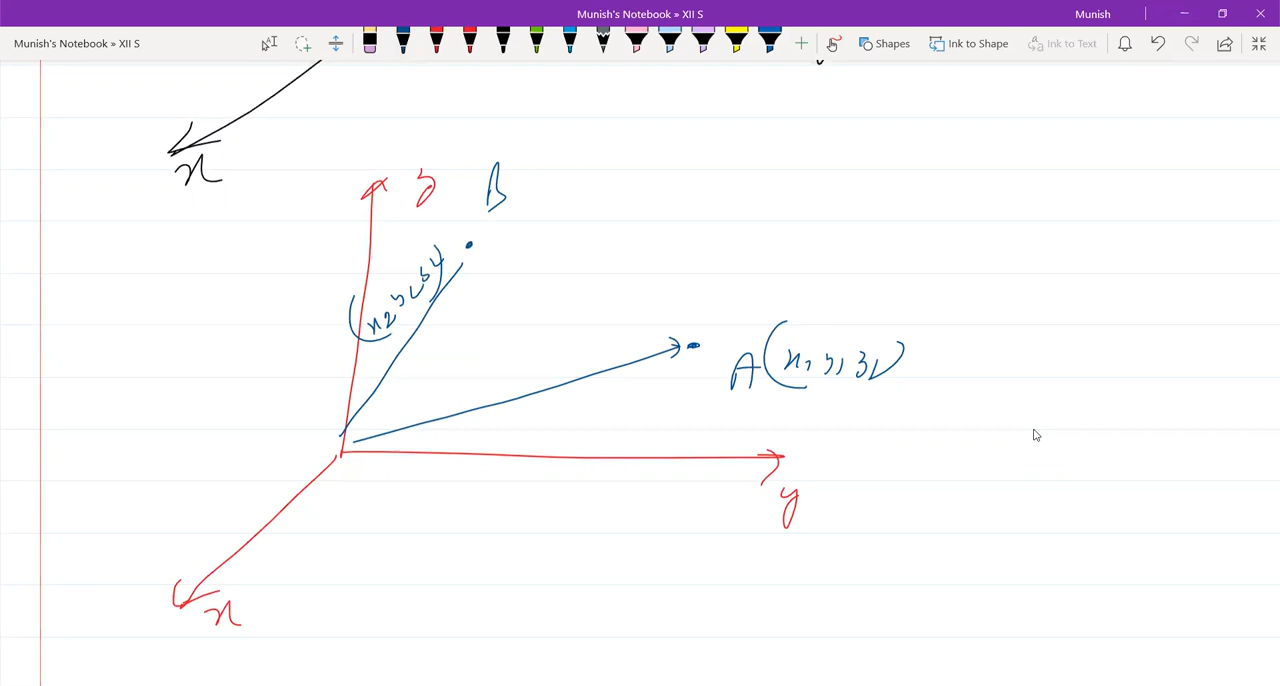 Munish's Notebook » XII S
Munish
Munish's Notebook » XII S
Shapes
Ink to Shape
Ink to Text
x
z
B
(x2 y2 z2)
A(x1 y1 z1)
y
x